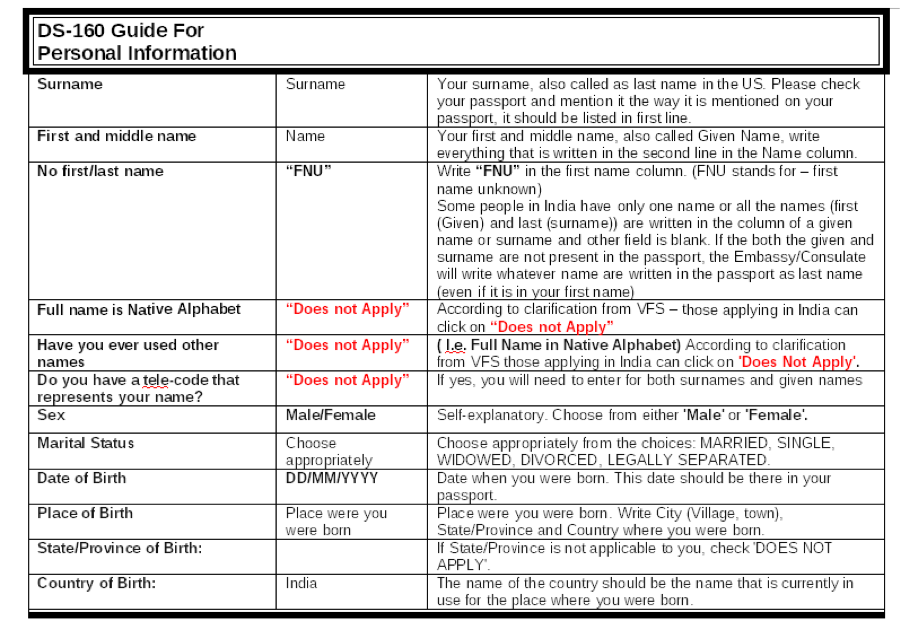 DS-160 Guide For
Personal Information
Surname
Surname
Your surname, also called as last name in the US. Please check
your passport and mention it the way it is mentioned on your
passport, it should be listed in first line.
First and middle name
Name
Your first and middle name, also called Given Name, write
everything that is written in the second line in the Name column.
No first/last name
“FNU”
Write “FNU” in the first name column. (FNU stands for – first
name unknown)
Some people in India have only one name or all the names (first
(Given) and last (surname)) are written in the column of a given
name or surname and other field is blank. If the both the given and
surname are not present in the passport, the Embassy/Consulate
will write whatever name are written in the passport as last name
(even if it is in your first name)
Full name is Native Alphabet
“Does not Apply”
According to clarification from VFS – those applying in India can
click on “Does not Apply”
Have you ever used other
names
“Does not Apply”
( I.e. Full Name in Native Alphabet) According to clarification
from VFS those applying in India can click on 'Does Not Apply'.
Do you have a tele-code that
represents your name?
“Does not Apply”
If yes, you will need to enter for both surnames and given names
Sex
Male/Female
Self-explanatory. Choose from either 'Male' or 'Female'.
Marital Status
Choose
appropriately
Choose appropriately from the choices: MARRIED, SINGLE,
WIDOWED, DIVORCED, LEGALLY SEPARATED.
Date of Birth
DD/MM/YYYY
Date when you were born. This date should be there in your
passport.
Place of Birth
Place were you
were born
Place were you were born. Write City (Village, town),
State/Province and Country where you were born.
State/Province of Birth:
If State/Province is not applicable to you, check 'DOES NOT
APPLY'.
Country of Birth:
India
The name of the country should be the name that is currently in
use for the place where you were born.